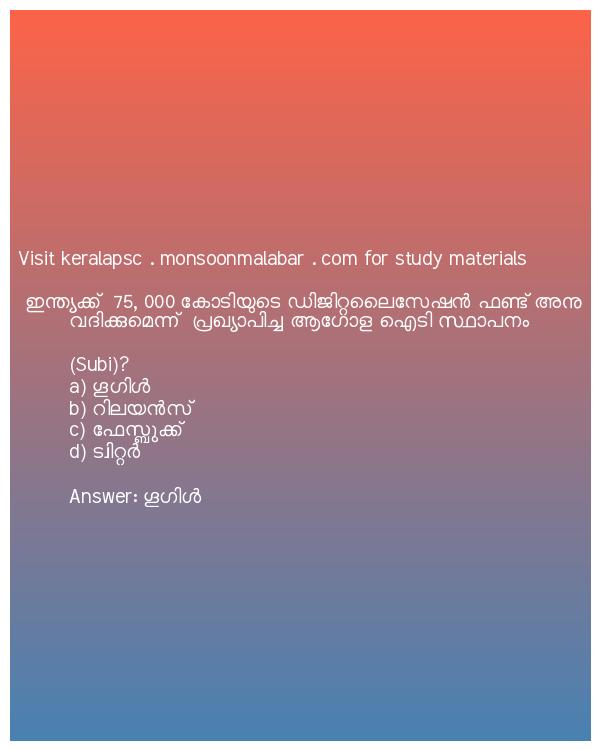 Visit keralapsc . monsoonmalabar . com for study materials
ഇന്ത്യക്ക് 75, 000 കോടിയുടെ ഡിജിറ്റലൈസേഷൻ ഫണ്ട് അനു
വദിക്കുമെന്ന് പ്രഖ്യാപിച്ച ആഗോള ഐടി സ്ഥാപനം
(Subi)?
a) ഗൂഗിൾ
b) റിലയൻസ്
c) ഫേസ്ബുക്ക്
d) ട്വിറ്റർ
Answer: ഗൂഗിൾ